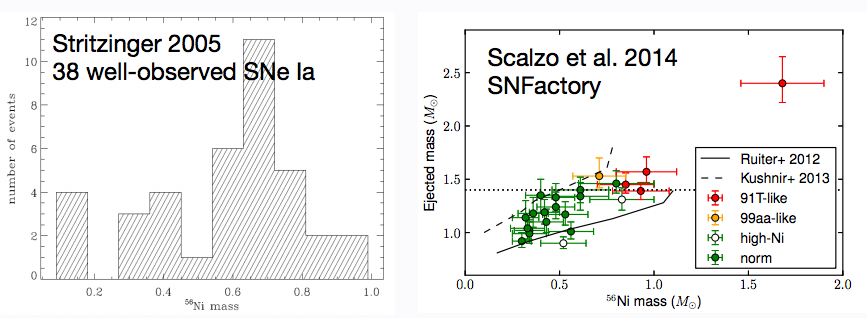 Stritzinger 2005
38 well-observed SNe Ia
number of events
12
10
8
6
4
2
0
0.2 0.4 0.6 0.8 1.0
⁵⁶Ni mass
Scalzo et al. 2014
SNFactory
Ejected mass (M⊙)
2.5
2.0
1.5
1.0
Ruiter+ 2012
Kushnir+ 2013
91T-like
99aa-like
high-Ni
norm
0.0 0.5 1.0 1.5 2.0
⁵⁶Ni mass (M⊙)